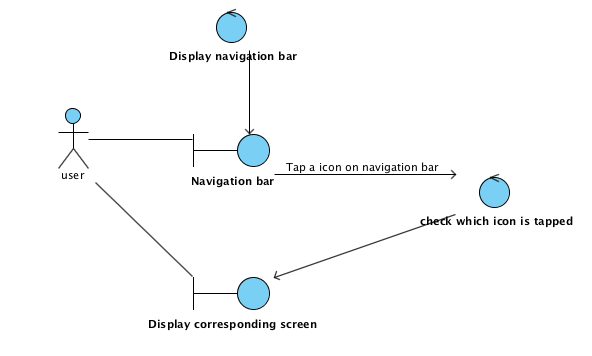 Display navigation bar
user
Tap a icon on navigation bar
Navigation bar
check which icon is tapped
Display corresponding screen